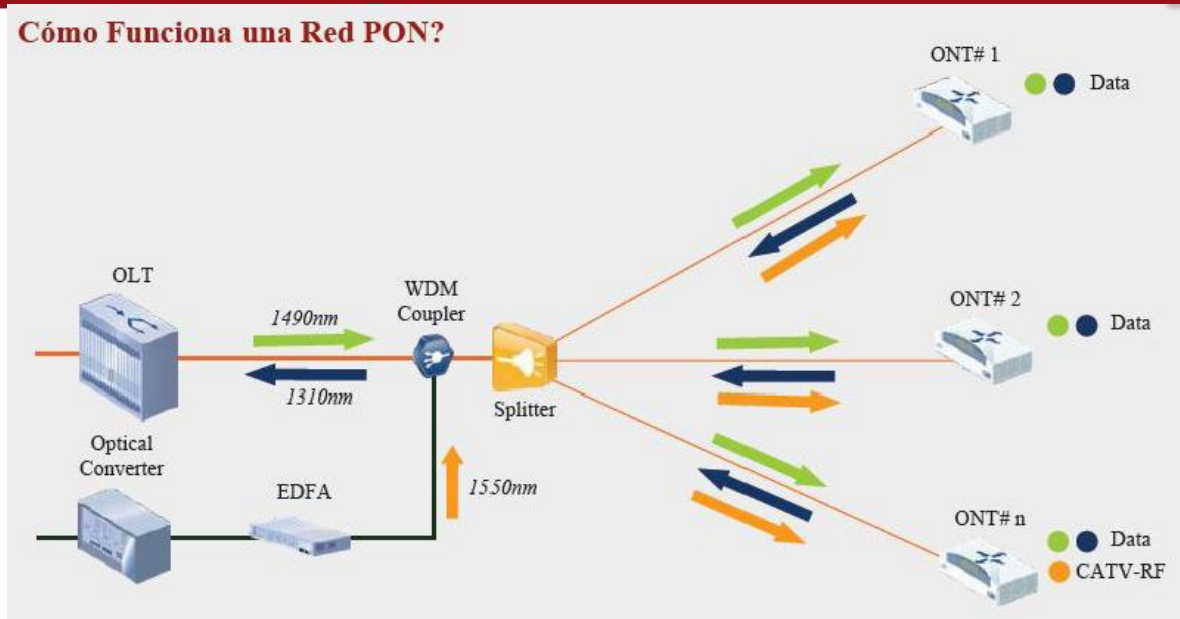 Cómo Funciona una Red PON?
ONT# 1
Data
OLT
1490nm
WDM
Coupler
ONT# 2
Data
1310nm
Splitter
Optical
Converter
EDFA
1550nm
ONT# n
Data
CATV-RF